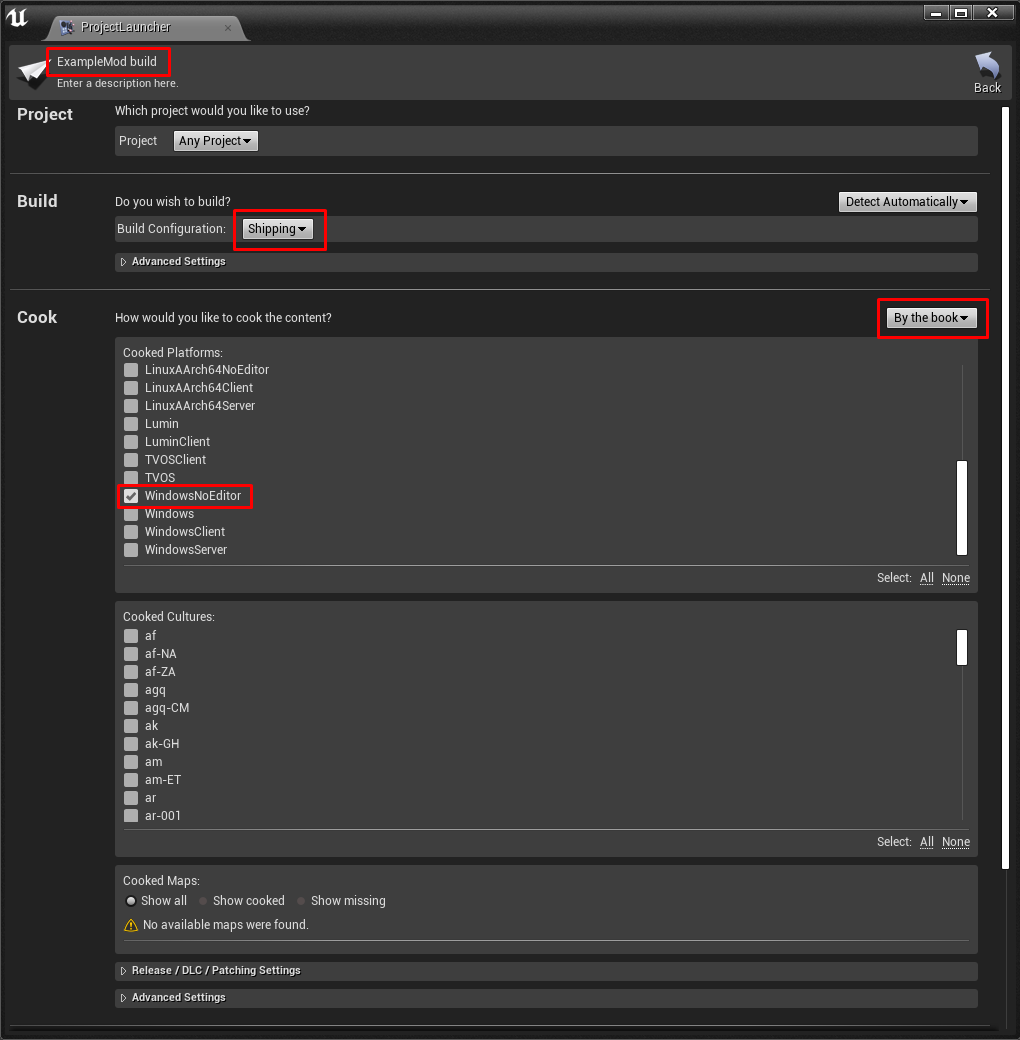 ProjectLauncher
ExampleMod build
Enter a description here.
Back
Project
Which project would you like to use?
Project
Any Project
Build
Do you wish to build?
Detect Automatically
Build Configuration:
Shipping
Advanced Settings
Cook
How would you like to cook the content?
By the book
Cooked Platforms:
LinuxAArch64NoEditor
LinuxAArch64Client
LinuxAArch64Server
Lumin
LuminClient
TVOSClient
TVOS
WindowsNoEditor
Windows
WindowsClient
WindowsServer
Select: All None
Cooked Cultures:
af
af-NA
af-ZA
agq
agq-CM
ak
ak-GH
am
am-ET
ar
ar-001
Select: All None
Cooked Maps:
Show all Show cooked Show missing
No available maps were found.
Release / DLC / Patching Settings
Advanced Settings